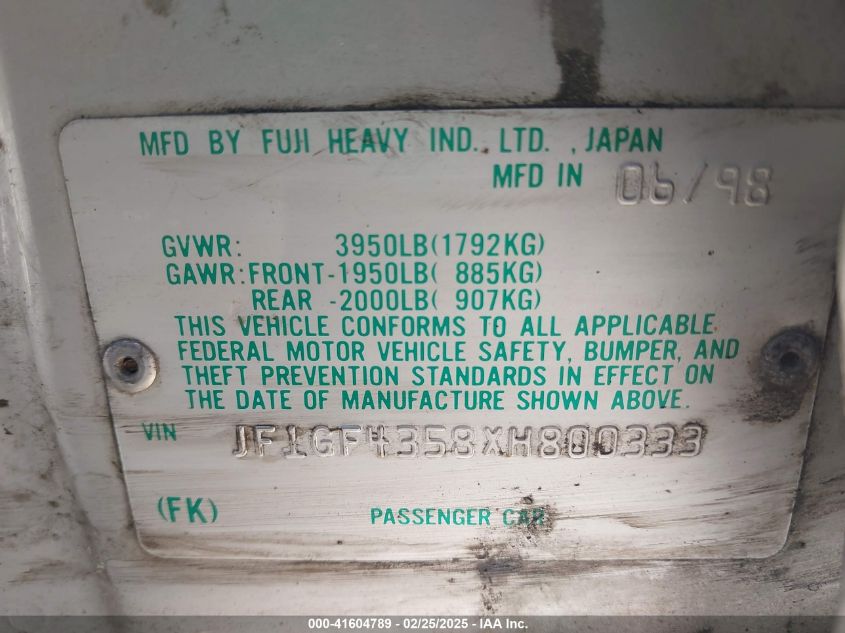 MFD BY FUJI HEAVY IND., LTD. , JAPAN
MFD IN 06/98
GVWR: 3950LB(1792KG)
GAWR:FRONT-1950LB( 885KG)
REAR -2000LB( 907KG)
THIS VEHICLE CONFORMS TO ALL APPLICABLE
FEDERAL MOTOR VEHICLE SAFETY, BUMPER, AND
THEFT PREVENTION STANDARDS IN EFFECT ON
THE DATE OF MANUFACTURE SHOWN ABOVE.
VIN JF1GF4358XH800333
(FK) PASSENGER CAR
000-41604789 - 02/25/2025 - IAA Inc.